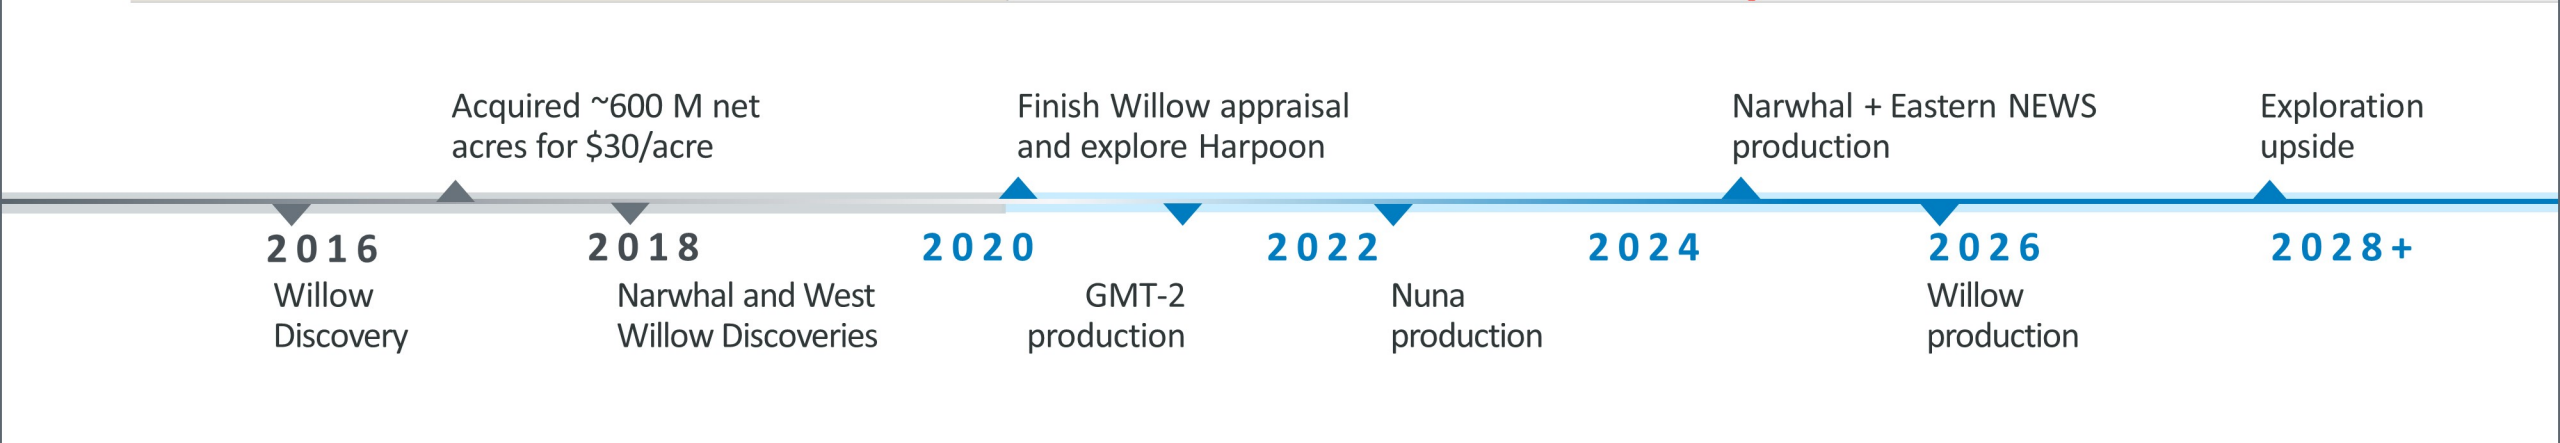 Acquired ~600 M net
acres for $30/acre
Finish Willow appraisal
and explore Harpoon
Narwhal + Eastern NEWS
production
Exploration
upside
2016
2018
2020
2022
2024
2026
2028+
Willow
Discovery
Narwhal and West
Willow Discoveries
GMT-2
production
Nuna
production
Willow
production